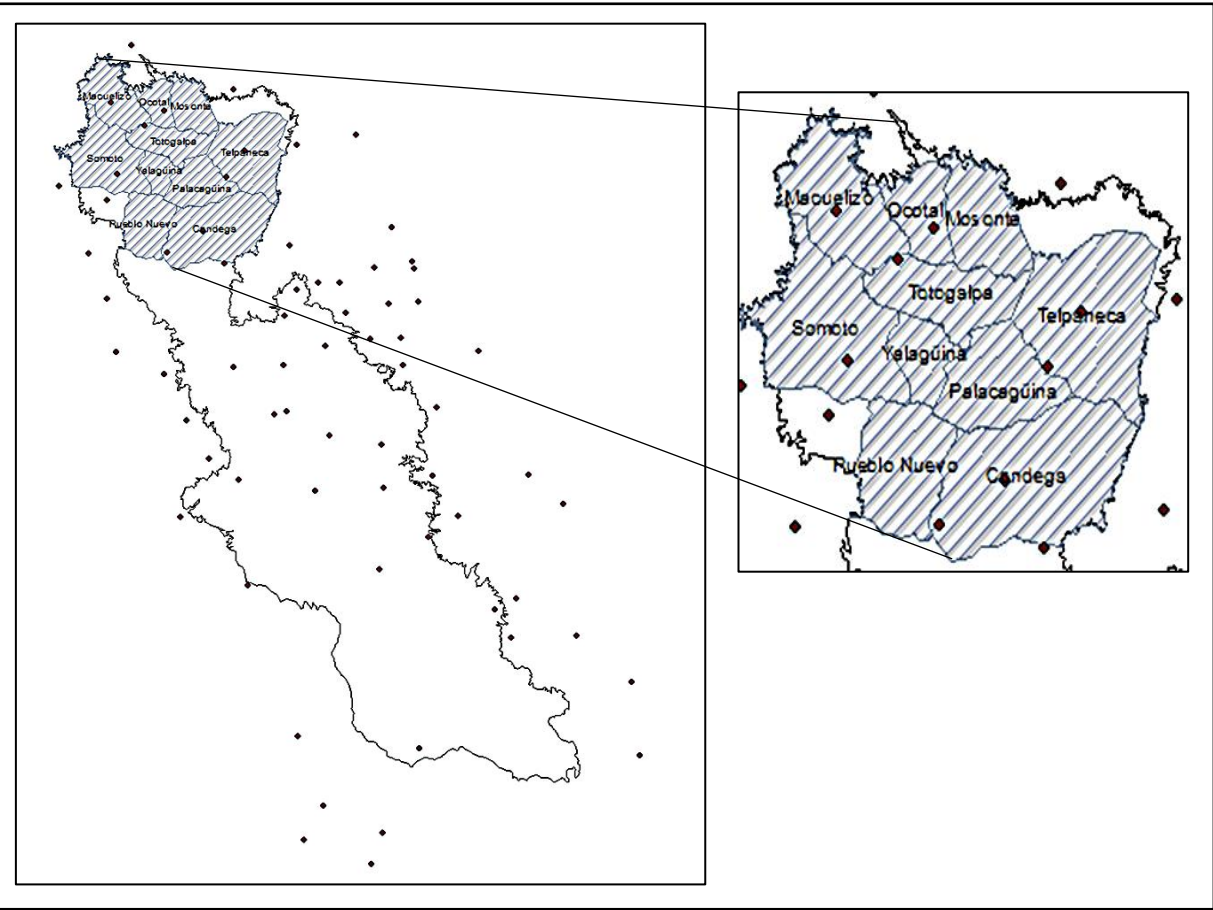 Macuelizo
Ocotal
Mosonte
Totogalpa
Telpaneca
Somoto
Yalagüina
Palacagüina
Pueblo Nuevo
Condega
Macuelizo
Ocotal
Mosonte
Totogalpa
Telpaneca
Somoto
Yalagüina
Palacagüina
Pueblo Nuevo
Condega